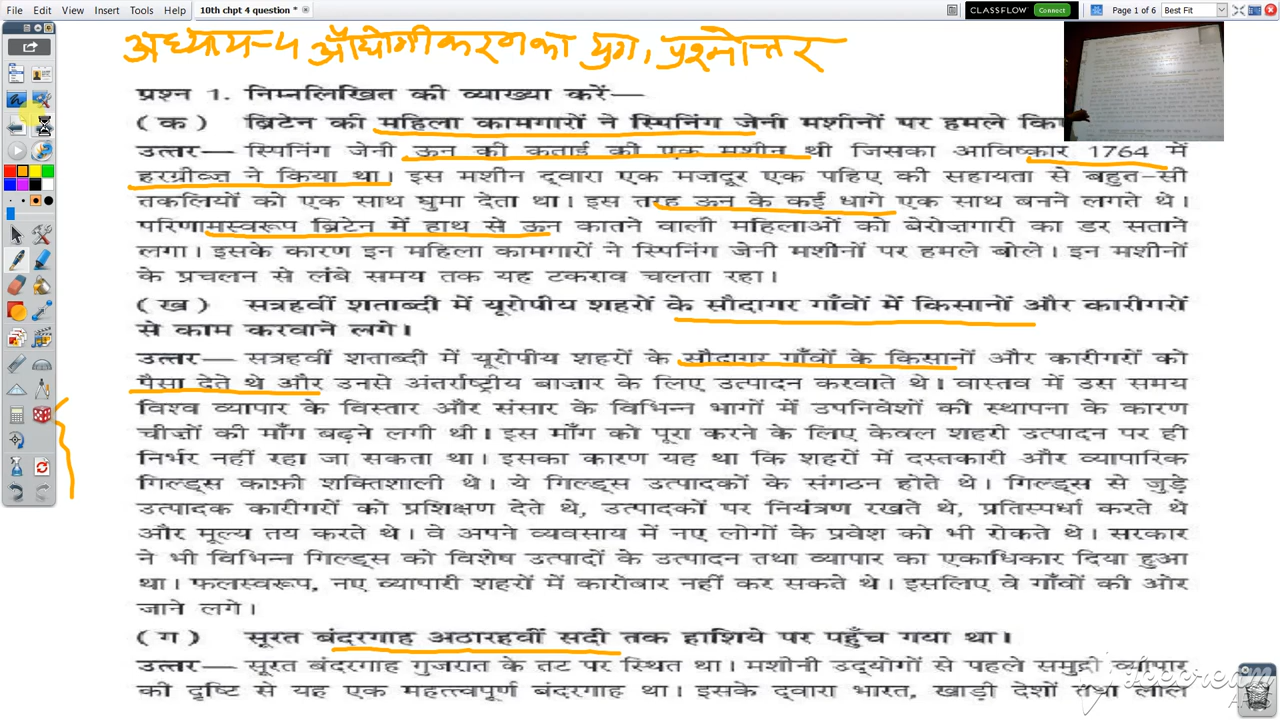 File Edit View Insert Tools Help 10th chpt 4 question * CLASSFLOW Connect Page 1 of 6 Best Fit
अध्याय-4 औद्योगीकरण का युग, प्रश्नोत्तर
प्रश्न 1. निम्नलिखित की व्याख्या करें—
(क) ब्रिटेन की महिला कामगारों ने स्पिनिंग जेनी मशीनों पर हमले
उत्तर— स्पिनिंग जेनी ऊन की कताई की एक मशीन थी जिसका आविष्कार 1764 में
हरग्रीव्ज ने किया था। इस मशीन द्वारा एक मजदूर एक पहिए की सहायता से बहुत-सी
तकलियों को एक साथ घुमा देता था। इस तरह ऊन के कई धागे एक साथ बनने लगते थे।
परिणामस्वरूप ब्रिटेन में हाथ से ऊन कातने वाली महिलाओं को बेरोज़गारी का डर सताने
लगा। इसके कारण इन महिला कामगारों ने स्पिनिंग जेनी मशीनों पर हमले बोले। इन मशीनों
के प्रचलन से लंबे समय तक यह टकराव चलता रहा।
(ख) सत्रहवीं शताब्दी में यूरोपीय शहरों के सौदागर गाँवों में किसानों और कारीगरों
से काम करवाने लगे।
उत्तर— सत्रहवीं शताब्दी में यूरोपीय शहरों के सौदागर गाँवों के किसानों और कारीगरों को
पैसा देते थे और उनसे अंतर्राष्ट्रीय बाजार के लिए उत्पादन करवाते थे। वास्तव में उस समय
विश्व व्यापार के विस्तार और संसार के विभिन्न भागों में उपनिवेशों की स्थापना के कारण
चीज़ों की माँग बढ़ने लगी थी। इस माँग को पूरा करने के लिए केवल शहरी उत्पादन पर ही
निर्भर नहीं रहा जा सकता था। इसका कारण यह था कि शहरों में दस्तकारी और व्यापारिक
गिल्ड्स काफ़ी शक्तिशाली थे। ये गिल्ड्स उत्पादकों के संगठन होते थे। गिल्ड्स से जुड़े
उत्पादक कारीगरों को प्रशिक्षण देते थे, उत्पादकों पर नियंत्रण रखते थे, प्रतिस्पर्धा करते थे
और मूल्य तय करते थे। वे अपने व्यवसाय में नए लोगों के प्रवेश को भी रोकते थे। सरकार
ने भी विभिन्न गिल्ड्स को विशेष उत्पादों के उत्पादन तथा व्यापार का एकाधिकार दिया हुआ
था। फलस्वरूप, नए व्यापारी शहरों में कारोबार नहीं कर सकते थे। इसलिए वे गाँवों की ओर
जाने लगे।
(ग) सूरत बंदरगाह अठारहवीं सदी तक हाशिये पर पहुँच गया था।
उत्तर— सूरत बंदरगाह गुजरात के तट पर स्थित था। मशीनी उद्योगों से पहले समुद्री व्यापार
की दृष्टि से यह एक महत्त्वपूर्ण बंदरगाह था। इसके द्वारा भारत, खाड़ी देशों तथा लाल